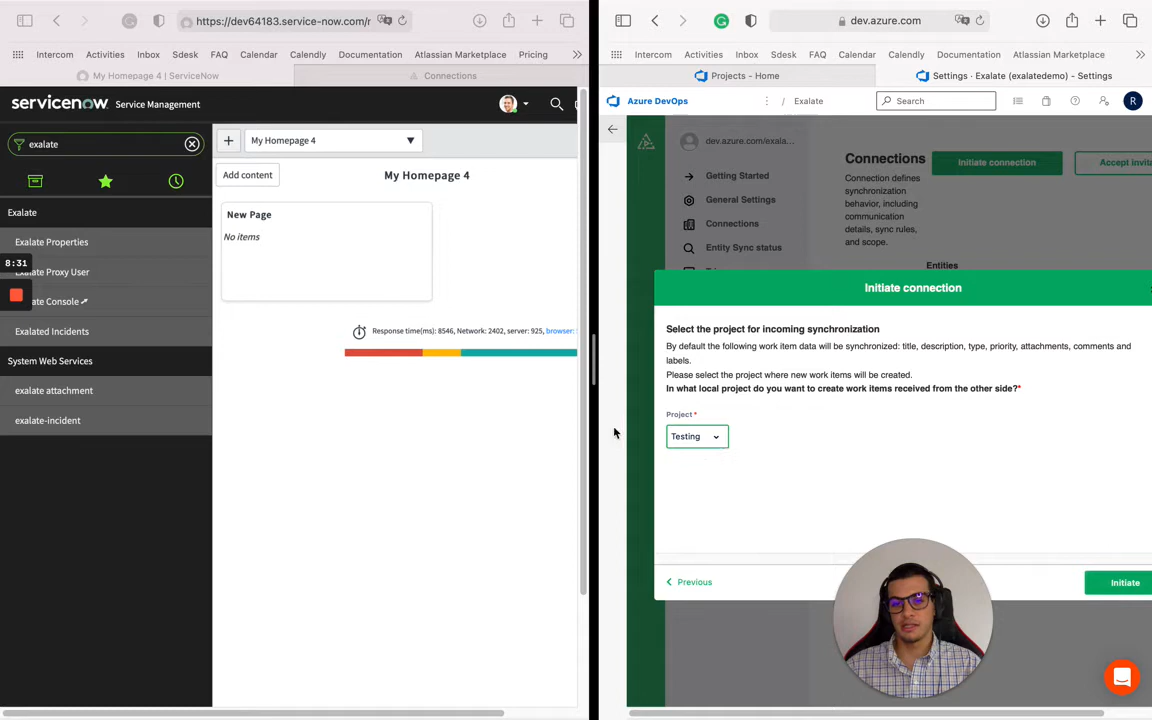 https://dev64183.service-now.com/r
Intercom Activities Inbox Sdesk FAQ Calendar Calendly Documentation Atlassian Marketplace Pricing
My Homepage 4 | ServiceNow
Connections
servicenow. Service Management
exalate
My Homepage 4
Add content
My Homepage 4
Exalate
New Page
No items
Exalate Properties
8:31
Exalate Proxy User
ate Console
Exalated Incidents
Response time(ms): 8546, Network: 2402, server: 925, browser:
System Web Services
exalate attachment
exalate-incident
dev.azure.com
Intercom Activities Inbox Sdesk FAQ Calendar Calendly Documentation Atlassian Marketplace
Projects - Home
Settings · Exalate (exalatedemo) - Settings
Azure DevOps
/ Exalate
Search
R
dev.azure.com/exala...
Getting Started
General Settings
Connections
Entity Sync status
Connections
Initiate connection
Accept invita
Connection defines
synchronization
behavior, including
communication
details, sync rules,
and scope.
Entities
Initiate connection
Select the project for incoming synchronization
By default the following work item data will be synchronized: title, description, type, priority, attachments, comments and
labels.
Please select the project where new work items will be created.
In what local project do you want to create work items received from the other side?*
Project *
Testing
Previous
Initiate